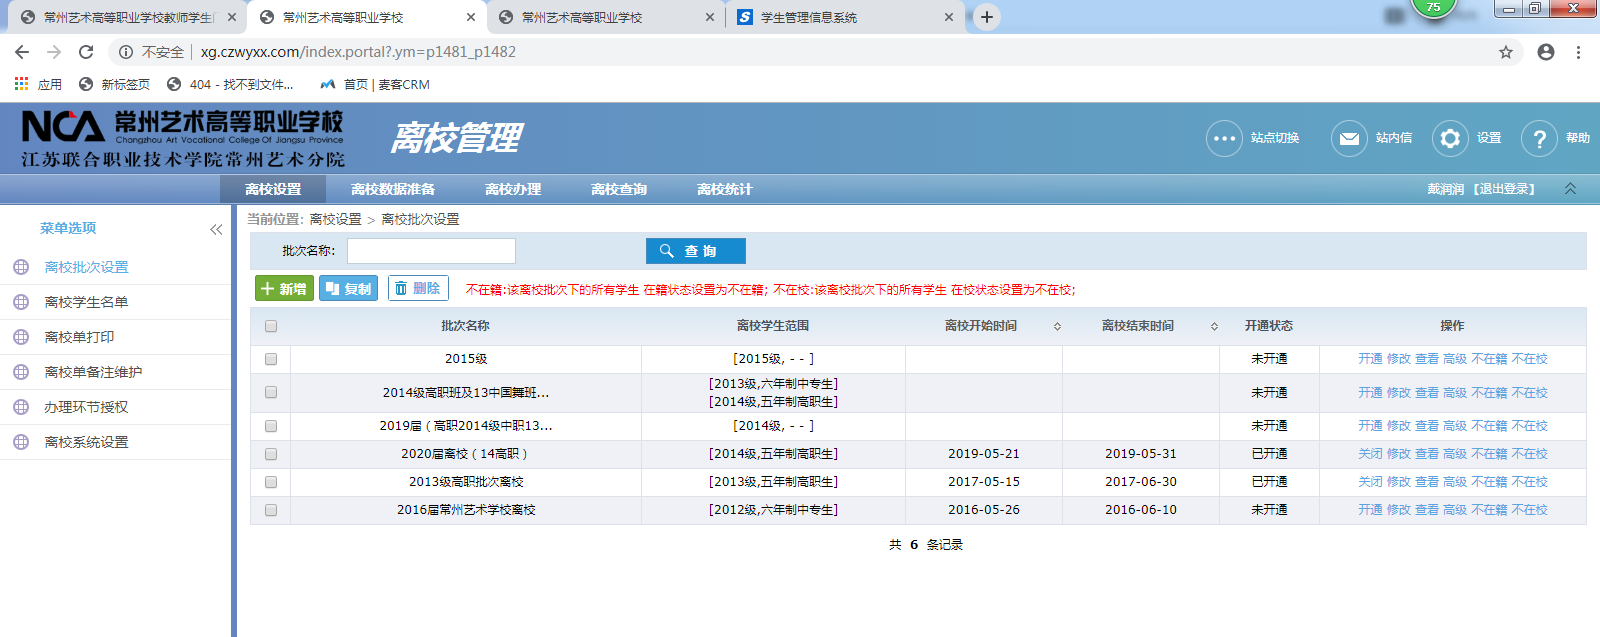 常州艺术高等职业学校教师学生厂
常州艺术高等职业学校
常州艺术高等职业学校
学生管理信息系统
75
不安全 xg.czwyxx.com/index.portal?.ym=p1481_p1482
应用 新标签页 404 - 找不到文件... 首页 | 麦客CRM
NCA 常州艺术高等职业学校
Changzhou Art Vocational College Of Jiangsu Province
江苏联合职业技术学院常州艺术分院
离校管理
站点切换 站内信 设置 帮助
离校设置 离校数据准备 离校办理 离校查询 离校统计
戴润润 【退出登录】
菜单选项
离校批次设置
离校学生名单
离校单打印
离校单备注维护
办理环节授权
离校系统设置
当前位置: 离校设置 > 离校批次设置
批次名称: 查 询
新增 复制 删除 不在籍:该离校批次下的所有学生 在籍状态设置为不在籍; 不在校:该离校批次下的所有学生 在校状态设置为不在校;
批次名称 离校学生范围 离校开始时间 离校结束时间 开通状态 操作
2015级 [2015级, - - ] 未开通 开通 修改 查看 高级 不在籍 不在校
2014级高职班及13中国舞班... [2013级,六年制中专生]
[2014级,五年制高职生] 未开通 开通 修改 查看 高级 不在籍 不在校
2019届 ( 高职2014级中职13... [2014级, - - ] 未开通 开通 修改 查看 高级 不在籍 不在校
2020届离校 ( 14高职 ) [2014级,五年制高职生] 2019-05-21 2019-05-31 已开通 关闭 修改 查看 高级 不在籍 不在校
2013级高职批次离校 [2013级,五年制高职生] 2017-05-15 2017-06-30 已开通 关闭 修改 查看 高级 不在籍 不在校
2016届常州艺术学校离校 [2012级,六年制中专生] 2016-05-26 2016-06-10 未开通 开通 修改 查看 高级 不在籍 不在校
共 6 条记录